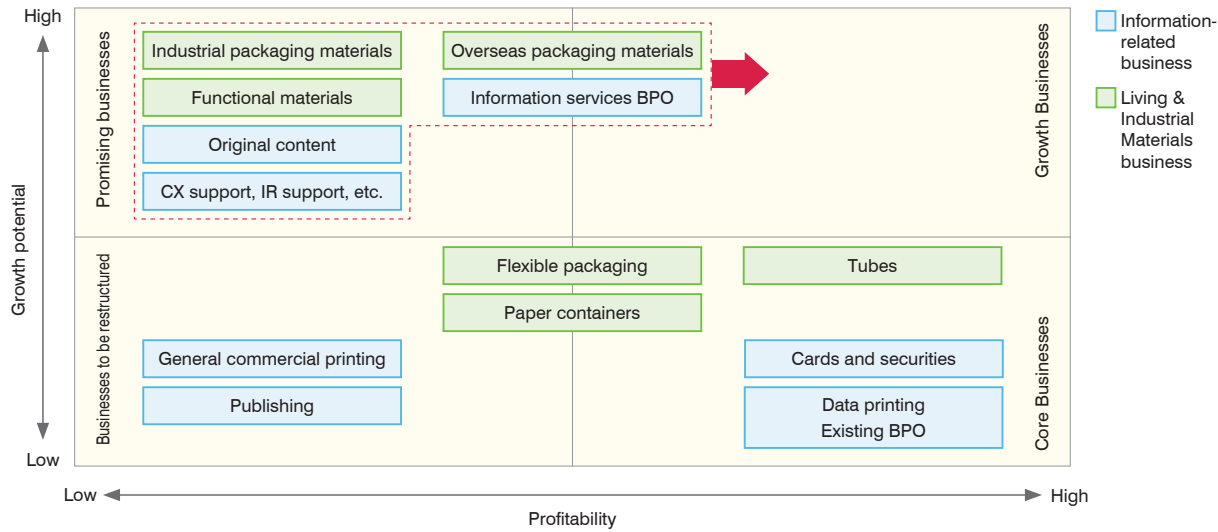 High
Growth potential
Low
Promising businesses
Industrial packaging materials
Overseas packaging materials
Functional materials
Information services BPO
Original content
CX support, IR support, etc.
Growth Businesses
Businesses to be restructured
Flexible packaging
Tubes
Paper containers
General commercial printing
Cards and securities
Publishing
Data printing
Existing BPO
Core Businesses
Low
High
Profitability
Information-
related
business
Living &
Industrial
Materials
business